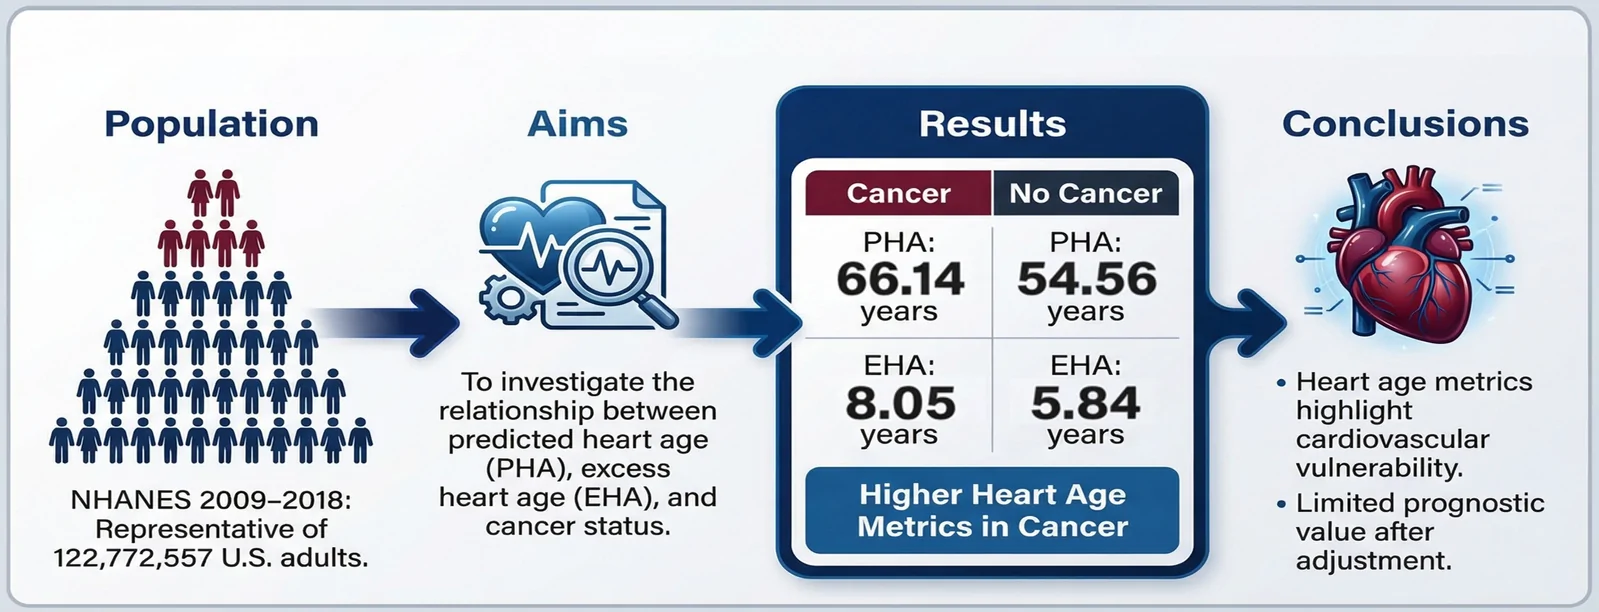 Population
NHANES 2009–2018:
Representative of
122,772,557 U.S. adults.
Aims
To investigate the
relationship between
predicted heart age
(PHA), excess
heart age (EHA), and
cancer status.
Results
Cancer
No Cancer
PHA:
66.14
years
PHA:
54.56
years
EHA:
8.05
years
EHA:
5.84
years
Higher Heart Age
Metrics in Cancer
Conclusions
• Heart age metrics
highlight
cardiovascular
vulnerability.
• Limited prognostic
value after
adjustment.